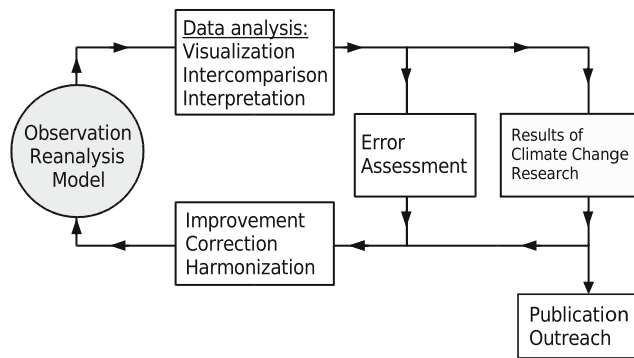 Data analysis:
Visualization
Intercomparison
Interpretation
Observation
Reanalysis
Model
Error
Assessment
Results of
Climate Change
Research
Improvement
Correction
Harmonization
Publication
Outreach